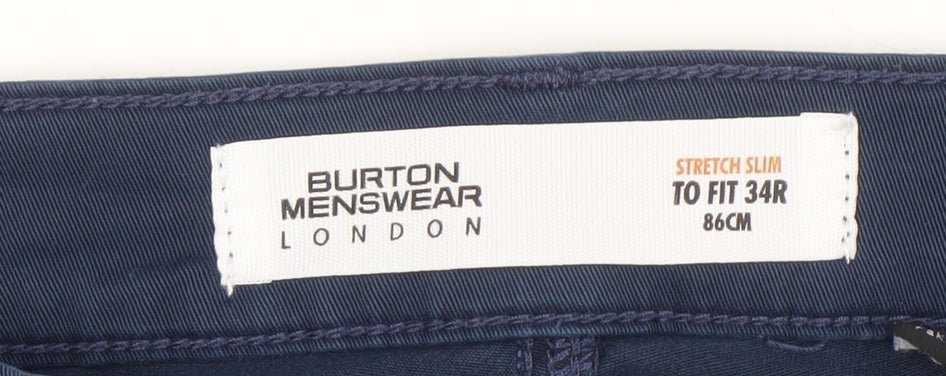 BURTON
MENSWEAR
LONDON
STRETCH SLIM
TO FIT 34R
86CM